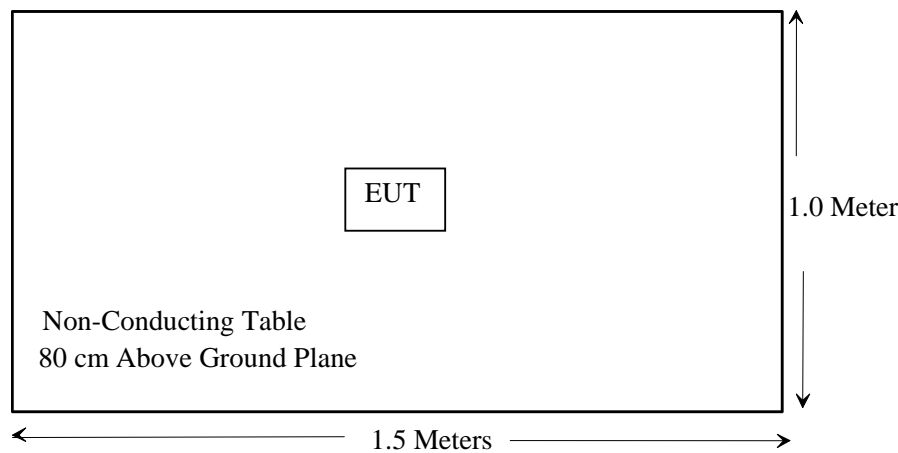 EUT
1.0 Meter
Non-Conducting Table
80 cm Above Ground Plane
1.5 Meters